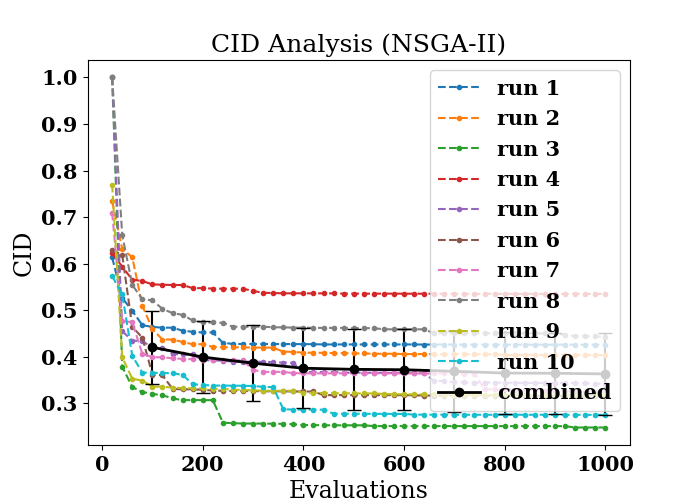 CID Analysis (NSGA-II)
CID
1.0
0.9
0.8
0.7
0.6
0.5
0.4
0.3
run 1
run 2
run 3
run 4
run 5
run 6
run 7
run 8
run 9
run 10
combined
0 200 400 600 800 1000
Evaluations